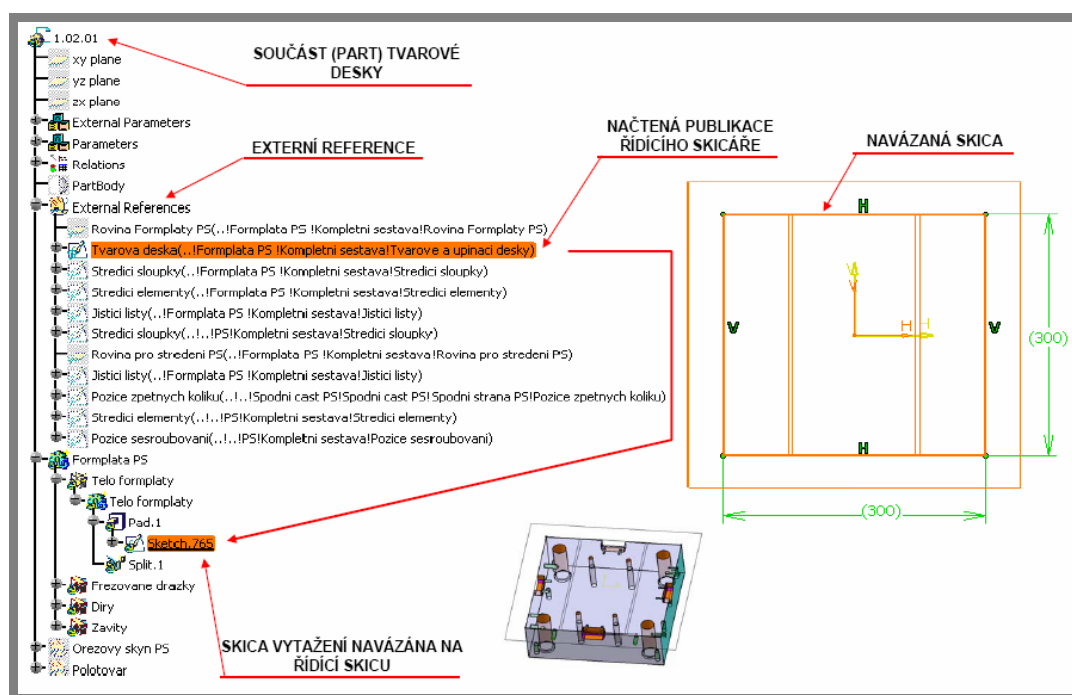 1.02.01
xy plane
yz plane
zx plane
External Parameters
Parameters
Relations
PartBody
External References
Rovina Formplaty PS(..!Formplata PS !Kompletni sestava!Rovina Formplaty PS)
Tvarova deska(..!Formplata PS !Kompletni sestava!Tvarove a upinaci desky)
Stredici sloupky(..!Formplata PS !Kompletni sestava!Stredici sloupky)
Stredici elementy(..!Formplata PS !Kompletni sestava!Stredici elementy)
Jistici listy(..!Formplata PS !Kompletni sestava!Jistici listy)
Stredici sloupky(..!..!PS!Kompletni sestava!Stredici sloupky)
Rovina pro stredeni PS(..!Formplata PS !Kompletni sestava!Rovina pro stredeni PS)
Jistici listy(..!Formplata PS !Kompletni sestava!Jistici listy)
Pozice zpetnych koliku(..!..!Spodni cast PS!Spodni cast PS!Spodni strana PS!Pozice zpetnych koliku)
Stredici elementy(..!..!PS!Kompletni sestava!Stredici elementy)
Pozice sesroubovani(..!..!PS!Kompletni sestava!Pozice sesroubovani)
Formplata PS
Telo formplaty
Telo formplaty
Pad.1
Sketch.765
Split.1
Frezovane drazky
Diry
Zavity
Orezovy skyn PS
Polotovar
SOUČÁST (PART) TVAROVÉ
DESKY
EXTERNÍ REFERENCE
NAČTENÁ PUBLIKACE
ŘÍDÍCÍHO SKICÁŘE
NAVÁZANÁ SKICA
H
V
V
H
H
V
V
H
(300)
(300)
SKICA VYTAŽENÍ NAVÁZÁNA NA
ŘÍDÍCÍ SKICU